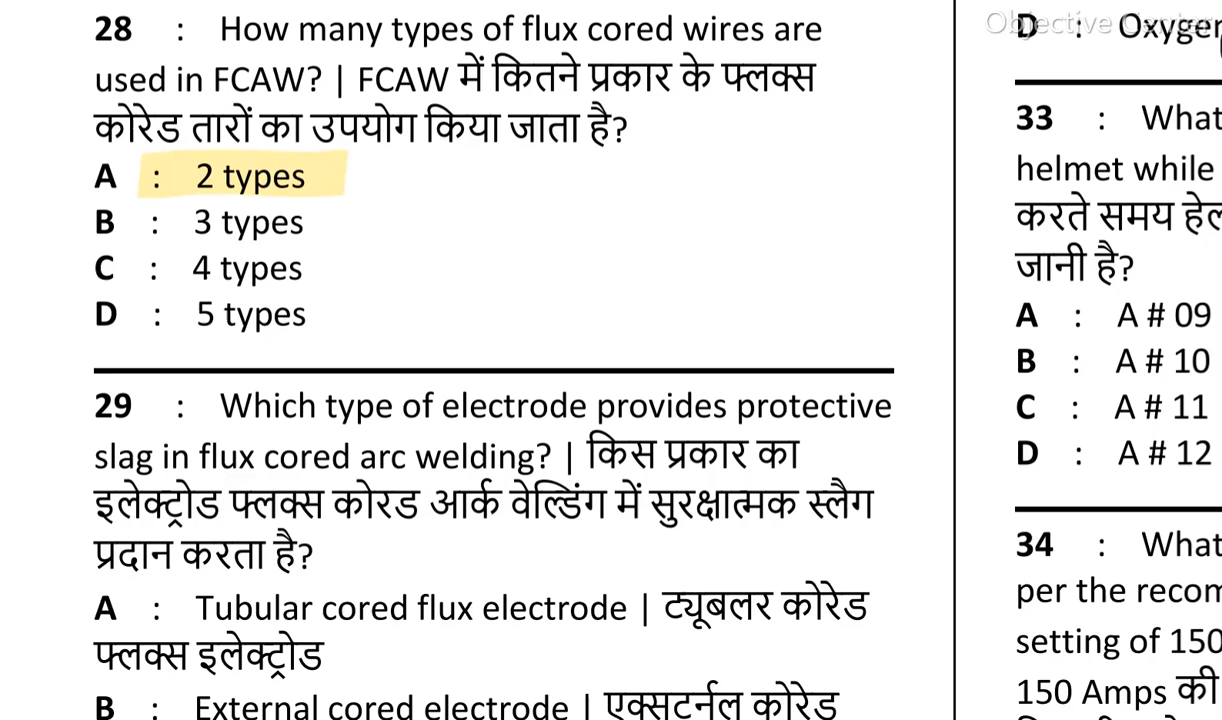 28 : How many types of flux cored wires are
used in FCAW? | FCAW में कितने प्रकार के फ्लक्स
कोरेड तारों का उपयोग किया जाता है?
A : 2 types
B : 3 types
C : 4 types
D : 5 types
29 : Which type of electrode provides protective
slag in flux cored arc welding? | किस प्रकार का
इलेक्ट्रोड फ्लक्स कोरड आर्क वेल्डिंग में सुरक्षात्मक स्लैग
प्रदान करता है?
A : Tubular cored flux electrode | ट्यूबलर कोरेड
फ्लक्स इलेक्ट्रोड
B : External cored electrode | एक्सटर्नल कोरेड
Objective Center
D :
33 : What
helmet while
करते समय
जानी है?
A : A # 09
B : A # 10
C : A # 11
D : A # 12
34 : What
per the
setting of 150
150 Amps की